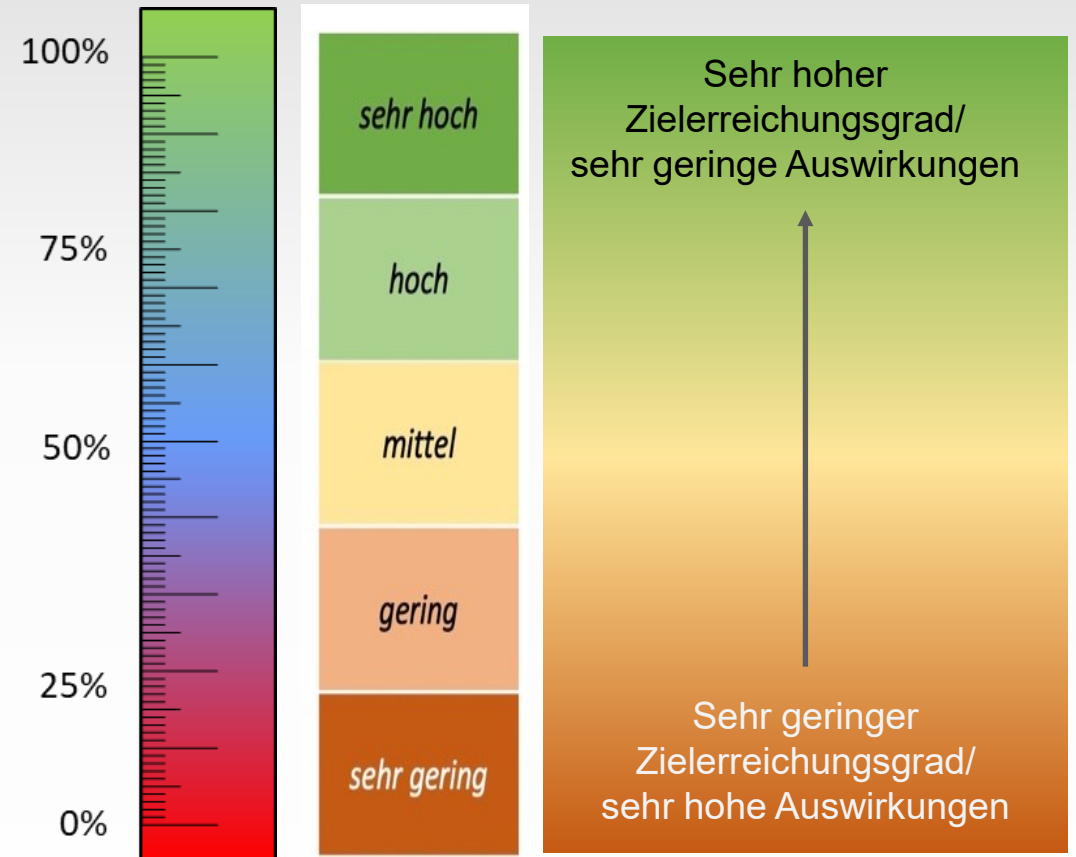 100%
75%
50%
25%
0%
sehr hoch
hoch
mittel
gering
sehr gering
Sehr hoher
Zielerreichungsgrad/
sehr geringe Auswirkungen
Sehr geringer
Zielerreichungsgrad/
sehr hohe Auswirkungen